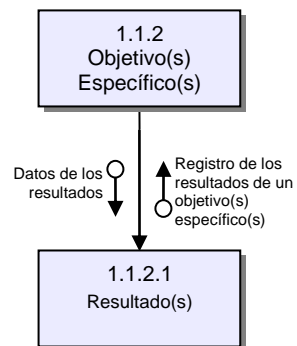 1.1.2
Objetivo(s)
Específico(s)
Datos de los
resultados
Registro de los
resultados de un
objetivo(s)
específico(s)
1.1.2.1
Resultado(s)